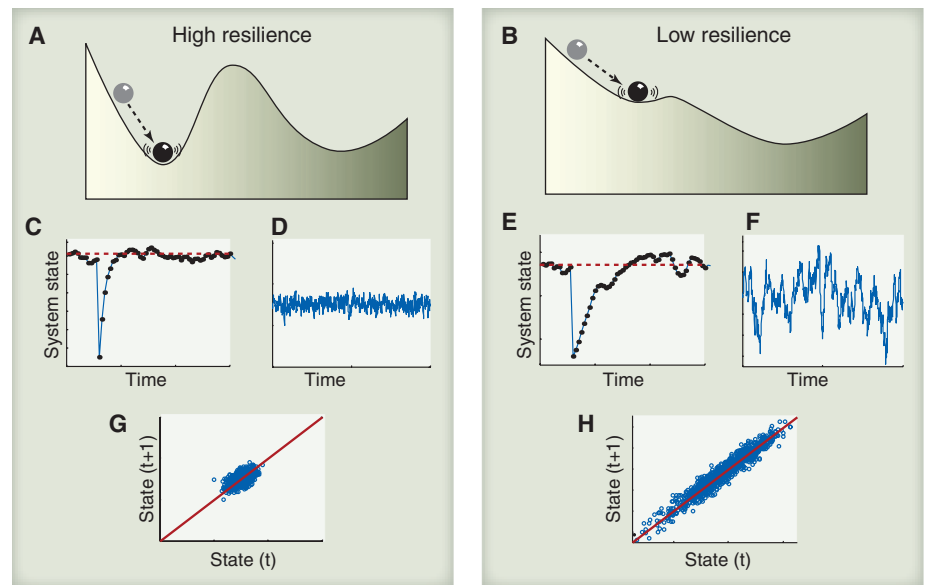 A
High resilience
B
Low resilience
C
D
System state
Time
Time
E
F
System state
Time
Time
G
State (t+1)
State (t)
H
State (t+1)
State (t)